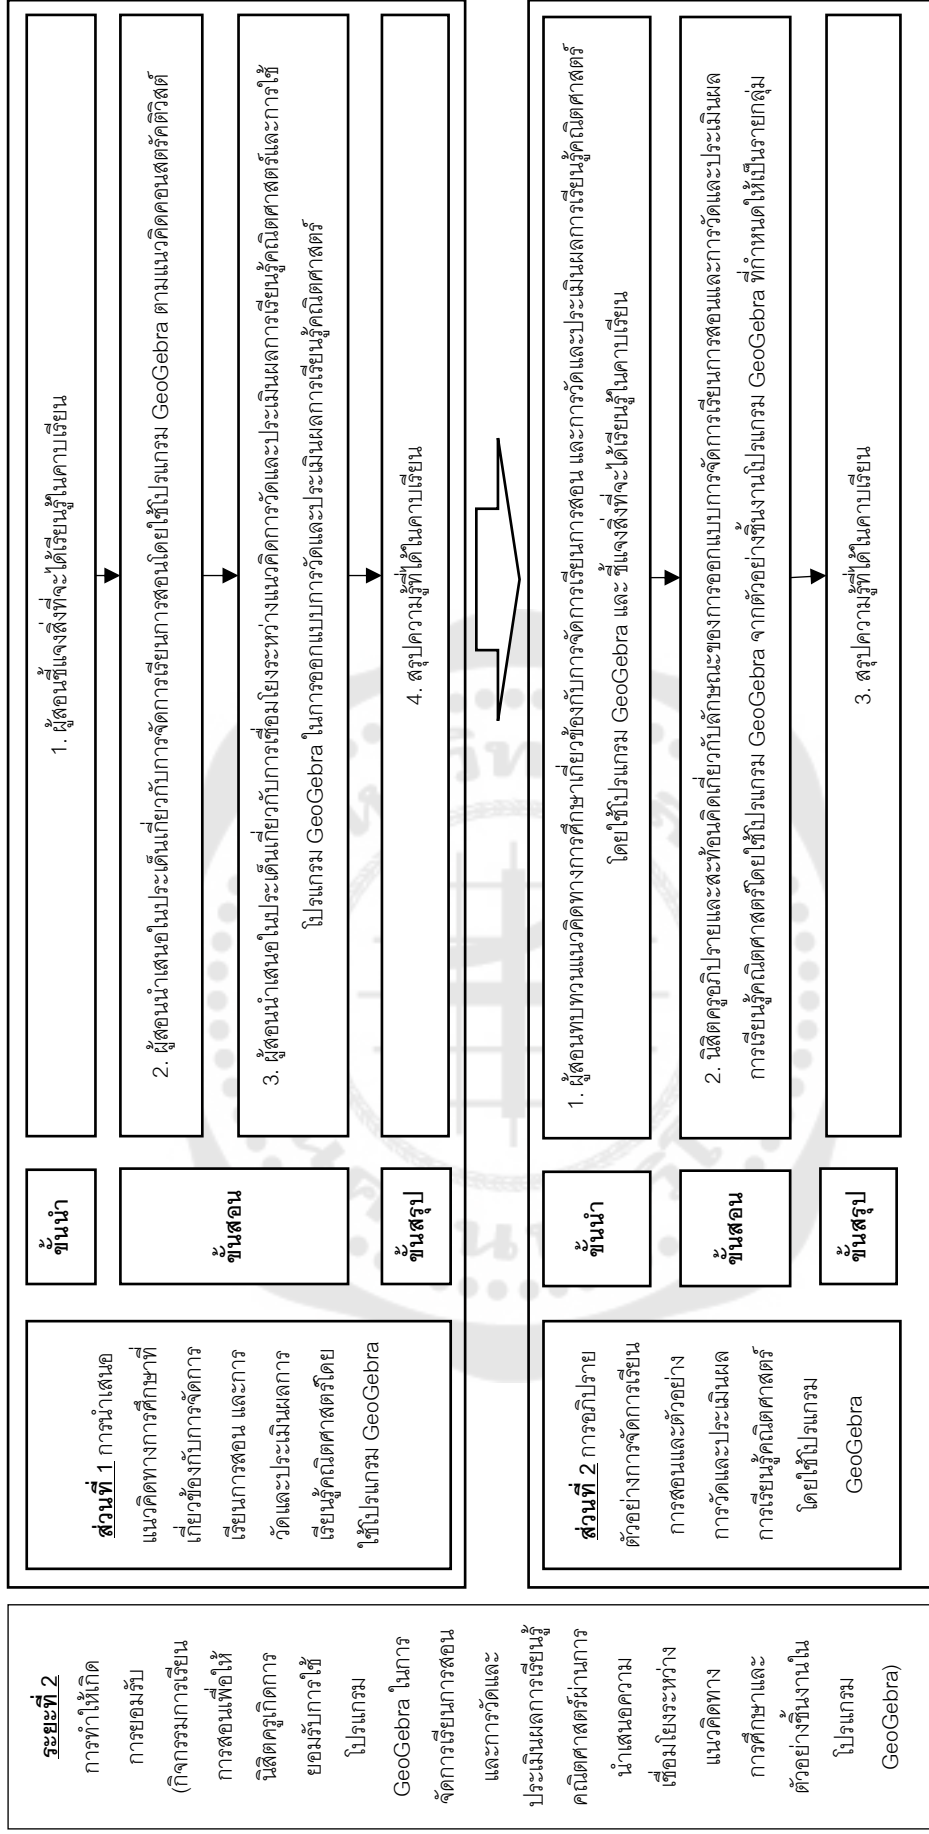 ระยะที่ 2
การทำให้เกิด
การยอมรับ
(กิจกรรมการเรียน
การสอนเพื่อให้
นิสิตครูเกิดการ
ยอมรับการใช้
โปรแกรม
GeoGebra ในการ
จัดการเรียนการสอน
และการวัดและ
ประเมินผลการเรียนรู้
คณิตศาสตร์ผ่านการ
นำเสนอความ
เชื่อมโยงระหว่าง
แนวคิดทาง
การศึกษาและ
ตัวอย่างชิ้นงานใน
โปรแกรม
GeoGebra)
ส่วนที่ 1 การนำเสนอ
แนวคิดทางการศึกษาที่
เกี่ยวข้องกับการจัดการ
เรียนการสอน และการ
วัดและประเมินผลการ
เรียนรู้คณิตศาสตร์โดย
ใช้โปรแกรม GeoGebra
ขั้นนำ
1. ผู้สอนชี้แจงสิ่งที่จะได้เรียนรู้ในคาบเรียน
ขั้นสอน
2. ผู้สอนนำเสนอในประเด็นเกี่ยวกับการจัดการเรียนการสอนโดยใช้โปรแกรม GeoGebra ตามแนวคิดคอนสตรัคติวิสต์
3. ผู้สอนนำเสนอในประเด็นเกี่ยวกับการเชื่อมโยงระหว่างแนวคิดการวัดและประเมินผลการเรียนรู้คณิตศาสตร์และการใช้
โปรแกรม GeoGebra ในการออกแบบการวัดและประเมินผลการเรียนรู้คณิตศาสตร์
ขั้นสรุป
4. สรุปความรู้ที่ได้ในคาบเรียน
ส่วนที่ 2 การอภิปราย
ตัวอย่างการจัดการเรียน
การสอนและตัวอย่าง
การวัดและประเมินผล
การเรียนรู้คณิตศาสตร์
โดยใช้โปรแกรม
GeoGebra
ขั้นนำ
1. ผู้สอนทบทวนแนวคิดทางการศึกษาเกี่ยวข้องกับการจัดการเรียนการสอน และการวัดและประเมินผลการเรียนรู้คณิตศาสตร์
โดยใช้โปรแกรม GeoGebra และ ชี้แจงสิ่งที่จะได้เรียนรู้ในคาบเรียน
ขั้นสอน
2. นิสิตครูอภิปรายและสะท้อนคิดเกี่ยวกับลักษณะของการออกแบบการจัดการเรียนการสอนและการวัดและประเมินผล
การเรียนรู้คณิตศาสตร์โดยใช้โปรแกรม GeoGebra จากตัวอย่างชิ้นงานโปรแกรม GeoGebra ที่กำหนดให้เป็นรายกลุ่ม
ขั้นสรุป
3. สรุปความรู้ที่ได้ในคาบเรียน